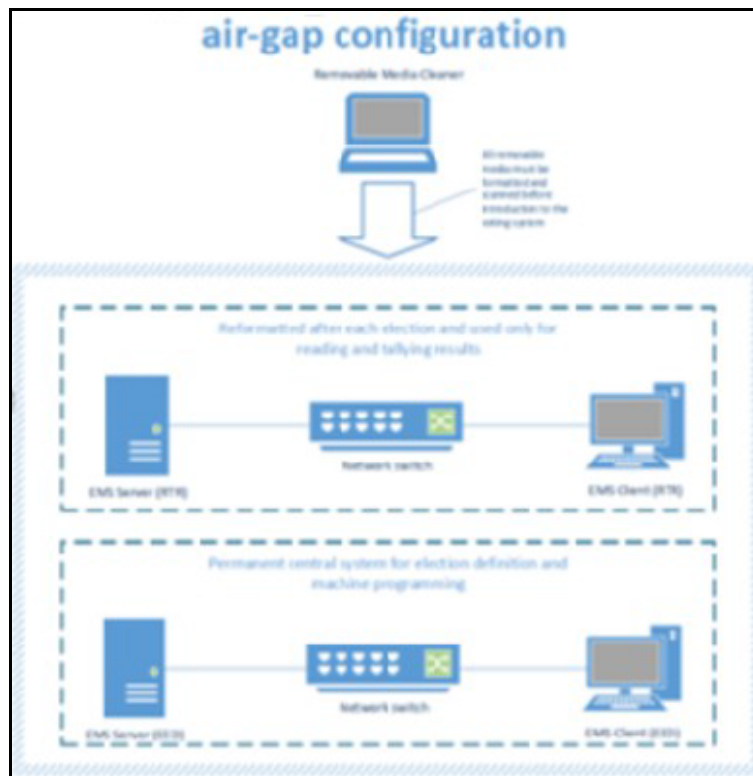 air-gap configuration
Removable Media Cleaner
All removable
media must be
formatted and
scanned before
introduction to the
voting system
Reformatted after each election and used only for
reading and tallying results
Network switch
EMS Server (RTR)
EMS Client (RTR)
Permanent central system for election definition and
machine programming
Network switch
EMS Server
EMS Client